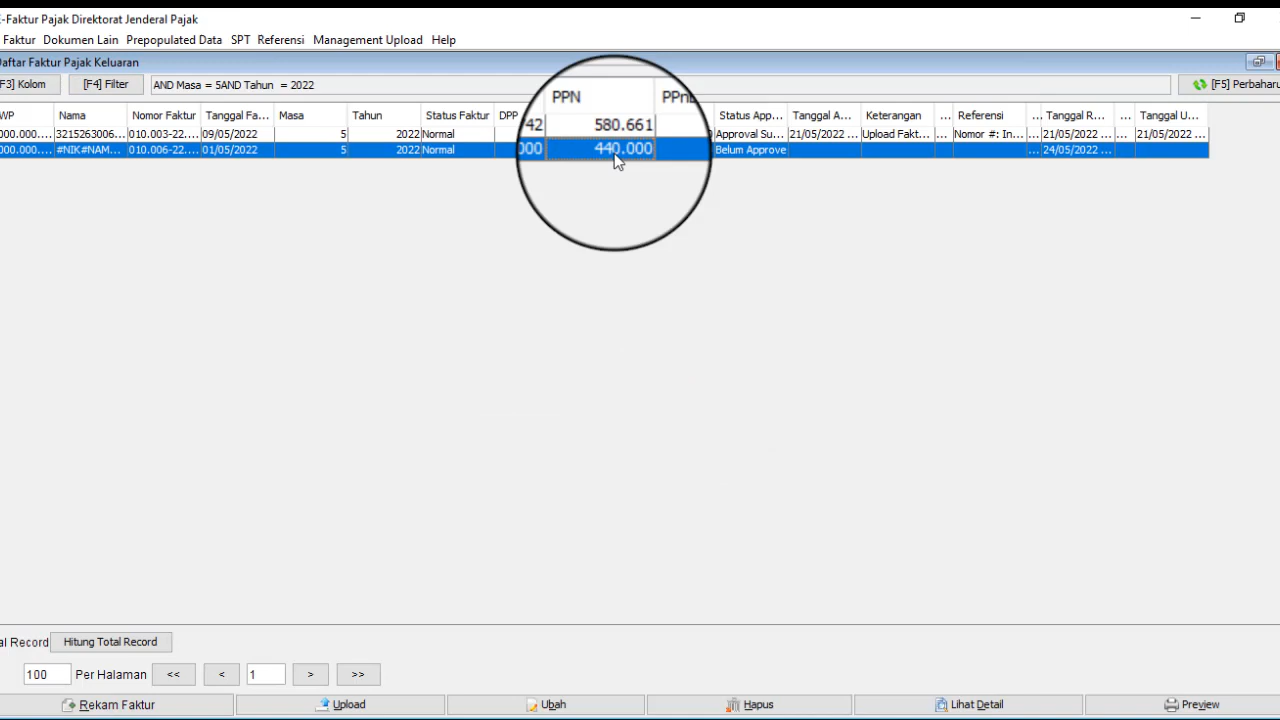 -Faktur Pajak Direktorat Jenderal Pajak
Faktur Dokumen Lain Prepopulated Data SPT Referensi Management Upload Help
aftar Faktur Pajak Keluaran
F3] Kolom [F4] Filter AND Masa = 5AND Tahun = 2022 [F5] Perbaharu
WP Nama Nomor Faktur Tanggal Fa... Masa Tahun Status Faktur DPP PPN PPnB Status App... Tanggal A... Keterangan ... Referensi ... Tanggal R... ... Tanggal U...
000.000.... 3215263006... 010.003-22.... 09/05/2022 5 2022 Normal 42 580.661 Approval Su... 21/05/2022 ... Upload Fakt... ... Nomor #: In... ... 21/05/2022 ... 21/05/2022 ...
000.000.... #NIK#NAM... 010.006-22.... 01/05/2022 5 2022 Normal 000 440.000 Belum Approve ... 24/05/2022 ...
al Record Hitung Total Record
100 Per Halaman << < 1 > >>
Rekam Faktur Upload Ubah Hapus Lihat Detail Preview